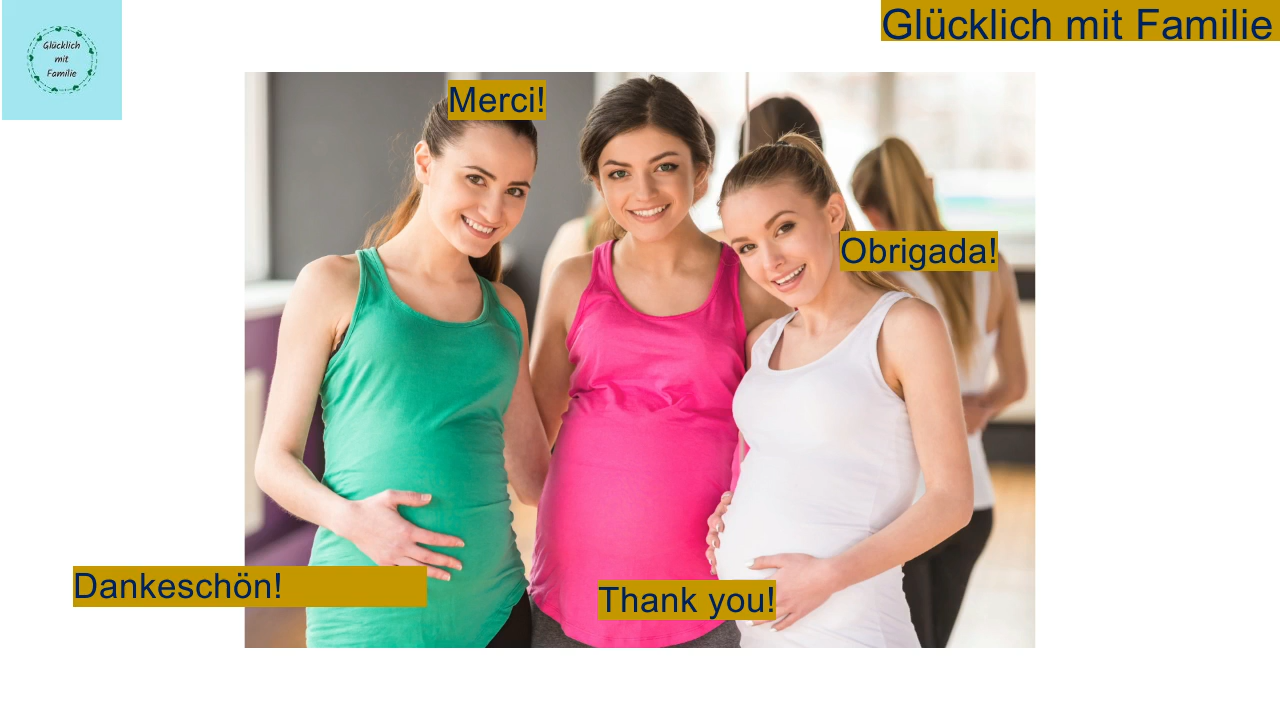 Glücklich
mit
Familie
Glücklich mit Familie
Merci!
Obrigada!
Dankeschön!
Thank you!